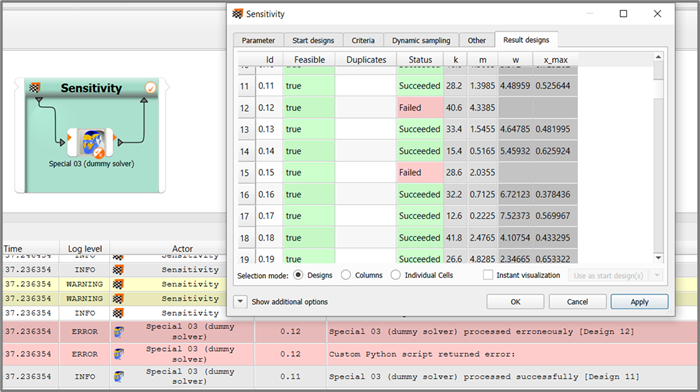 Sensitivity
Parameter Start designs Criteria Dynamic sampling Other Result designs
Id Feasible Duplicates Status k m w x_max
11 0.11 true Succeeded 28.2 1.3985 4.48959 0.525644
12 0.12 true Failed 40.6 4.3385
13 0.13 true Succeeded 33.4 1.5455 4.64785 0.481995
14 0.14 true Succeeded 15.4 0.5165 5.45932 0.625924
15 0.15 true Failed 28.6 2.0355
16 0.16 true Succeeded 32.2 0.7125 6.72123 0.378436
17 0.17 true Succeeded 12.6 0.2225 7.52373 0.569967
18 0.18 true Succeeded 41.8 2.4765 4.10754 0.433295
19 0.19 true Succeeded 26.6 4.8285 2.34665 0.653322
Selection mode: Designs Columns Individual Cells Instant visualization Use as start design(s)
Show additional options OK Cancel Apply
Sensitivity
Special 03 (dummy solver)
Time Log level Actor
37.236354 INFO Sensitivity
37.236354 WARNING Sensitivity
37.236354 WARNING Sensitivity
37.236354 INFO Sensitivity
37.236354 ERROR Special 03 (dummy solver) 0.12 Special 03 (dummy solver) processed erroneously [Design 12]
37.236354 ERROR Special 03 (dummy solver) 0.12 Custom Python script returned error:
37.236354 INFO Special 03 (dummy solver) 0.11 Special 03 (dummy solver) processed successfully [Design 11]